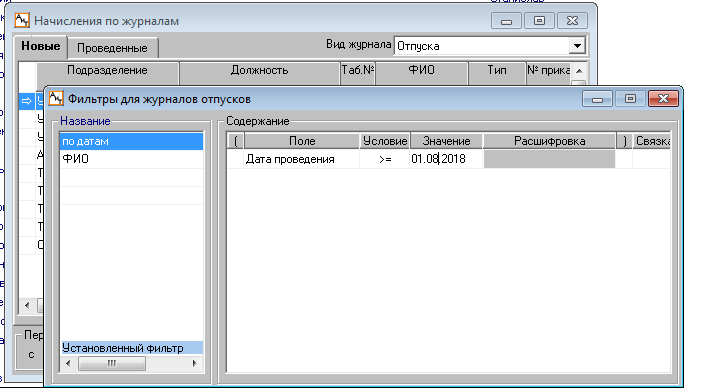 Начисления по журналам
Новые Проведенные Вид журнала Отпуска
Подразделение Должность Таб.№ ФИО Тип № прика
Фильтры для журналов отпусков
Название Содержание
по датам ( Поле Условие Значение Расшифровка ) Связка
ФИО Дата проведения >= 01.08.2018
Установленный фильтр
Пер
с